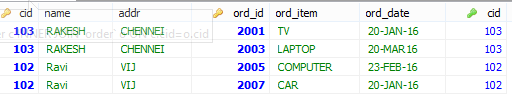 cid name addr ord_id ord_item ord_date cid
103 RAKESH CHENNEI 2001 TV 20-JAN-16 103
103 RAKESH CHENNEI 2003 LAPTOP 20-MAR16 103
102 Ravi VIJ 2005 COMPUTER 23-FEB-16 102
102 Ravi VIJ 2007 CAR 20-JAN-16 102